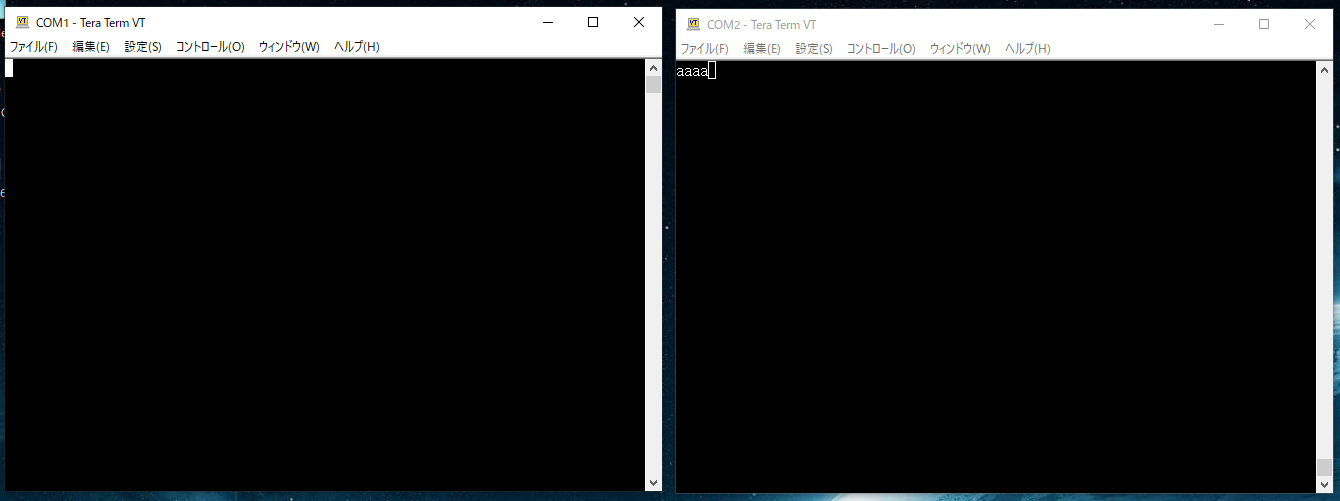 COM1 - Tera Term VT
ファイル(F) 編集(E) 設定(S) コントロール(O) ウィンドウ(W) ヘルプ(H)
COM2 - Tera Term VT
ファイル(F) 編集(E) 設定(S) コントロール(O) ウィンドウ(W) ヘルプ(H)
aaaa